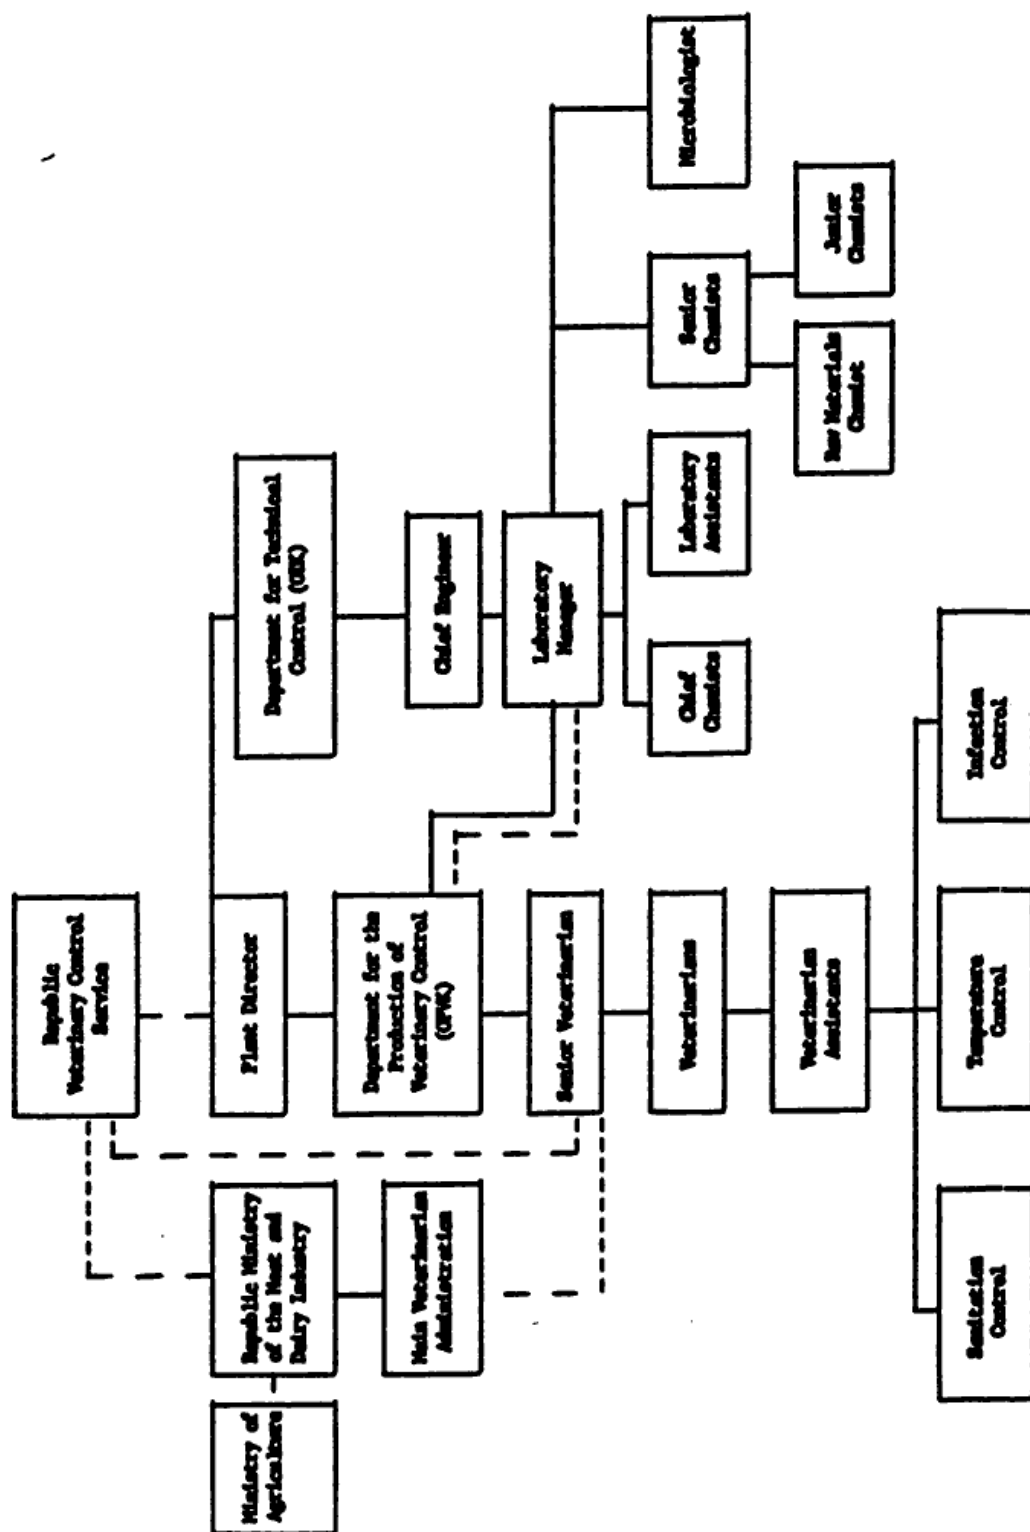 Republic
Veterinary Control
Service
Ministry of
Agriculture
Republic Ministry
of the Meat and
Dairy Industry
Plant Director
Department for Technical
Control (OTK)
Main Veterinarian
Administration
Department for the
Production of
Veterinary Control
(OPVK)
Chief Engineer
Senior Veterinarian
Laboratory
Manager
Veterinarians
Chief
Chemists
Laboratory
Assistants
Senior
Chemists
Microbiologist
Veterinarian
Assistants
Raw Materials
Chemist
Junior
Chemists
Sanitation
Control
Temperature
Control
Infection
Control